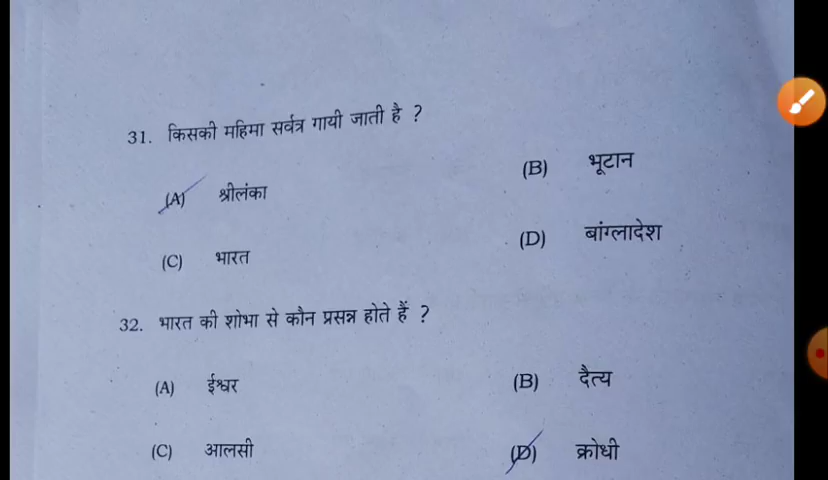 31. किसकी महिमा सर्वत्र गायी जाती है ?
(A) श्रीलंका (B) भूटान
(C) भारत (D) बांग्लादेश
32. भारत की शोभा से कौन प्रसन्न होते हैं ?
(A) ईश्वर (B) दैत्य
(C) आलसी (D) क्रोधी